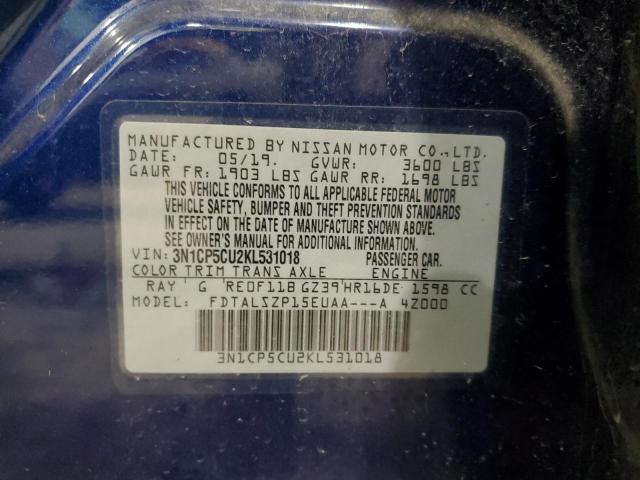 MANUFACTURED BY NISSAN MOTOR CO.,LTD.
DATE: 05/19. GVWR: 3600 LBS
GAWR FR: 1903 LBS GAWR RR: 1698 LBS
THIS VEHICLE CONFORMS TO ALL APPLICABLE FEDERAL MOTOR
VEHICLE SAFETY, BUMPER AND THEFT PREVENTION STANDARDS
IN EFFECT ON THE DATE OF MANUFACTURE SHOWN ABOVE.
SEE OWNER'S MANUAL FOR ADDITIONAL INFORMATION.
VIN: 3N1CP5CU2KL531018 PASSENGER CAR.
COLOR TRIM TRANS AXLE ENGINE
RAY G RE0F11B GZ39 HR16DE 1598 CC
MODEL: FDTALSZP15EUAA---A 4Z000
3N1CP5CU2KL531018